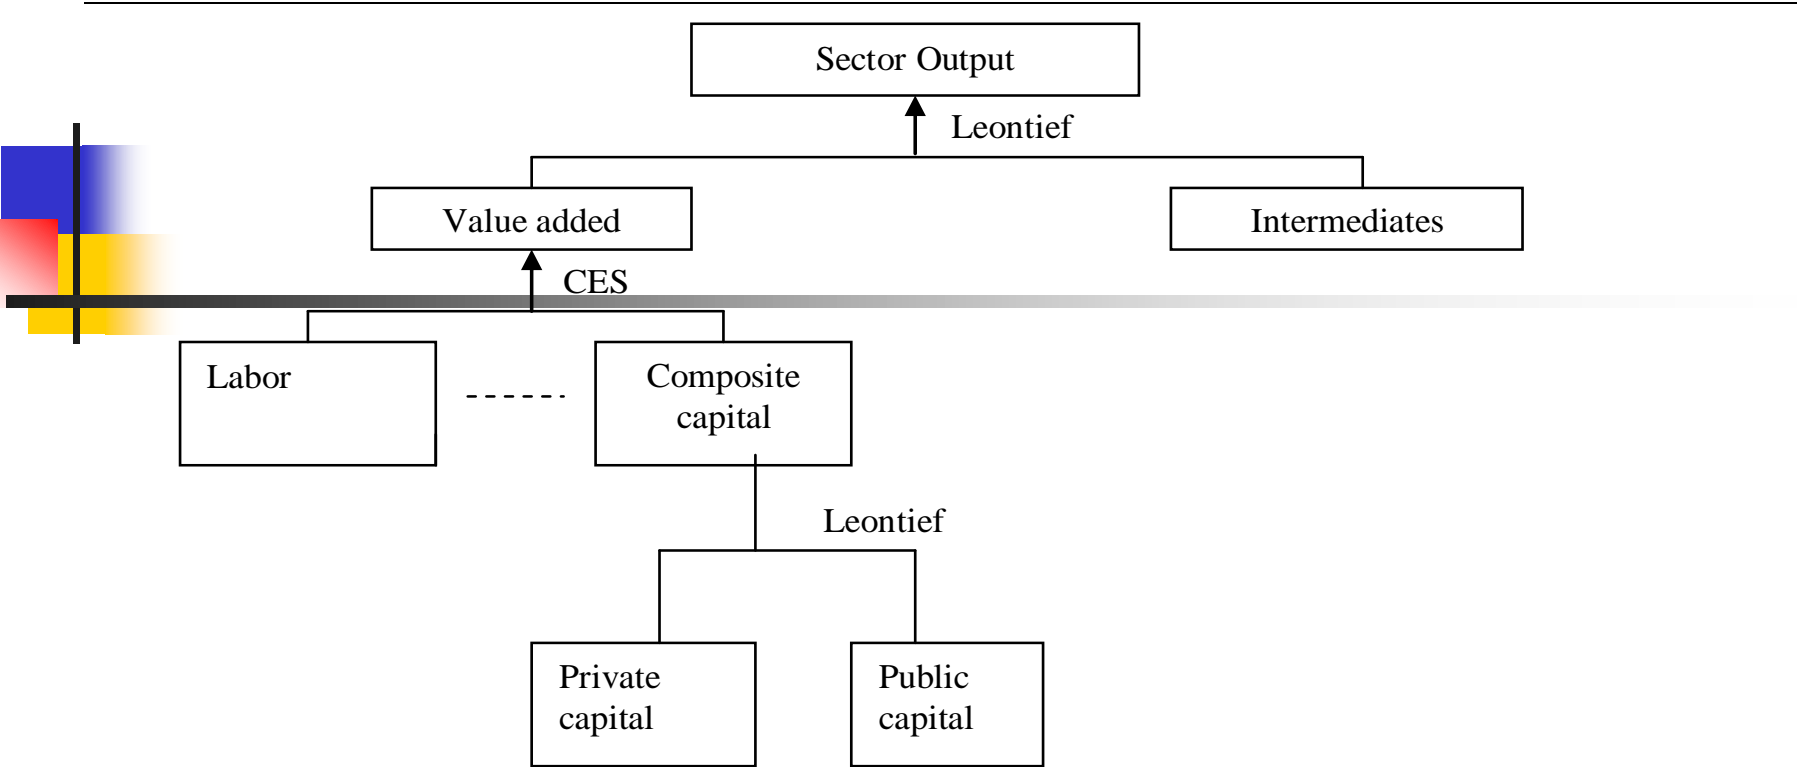 Sector Output
Leontief
Value added
Intermediates
CES
Labor
Composite
capital
Leontief
Private
capital
Public
capital